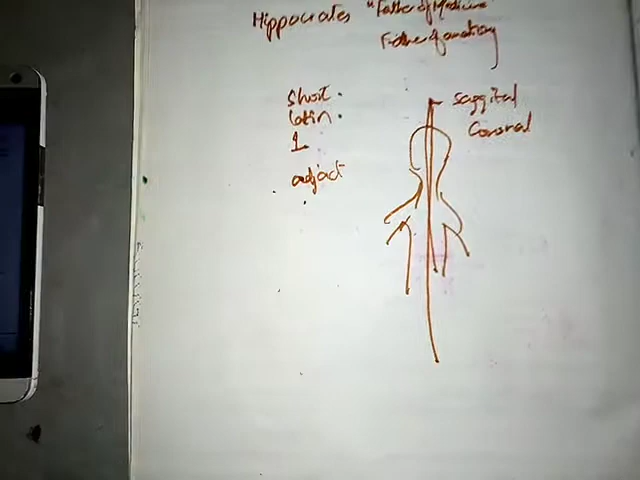 Hippocrates "Father of Medicine"
Father of anatomy
short.
latin.
1
adject
saggital
Coronal